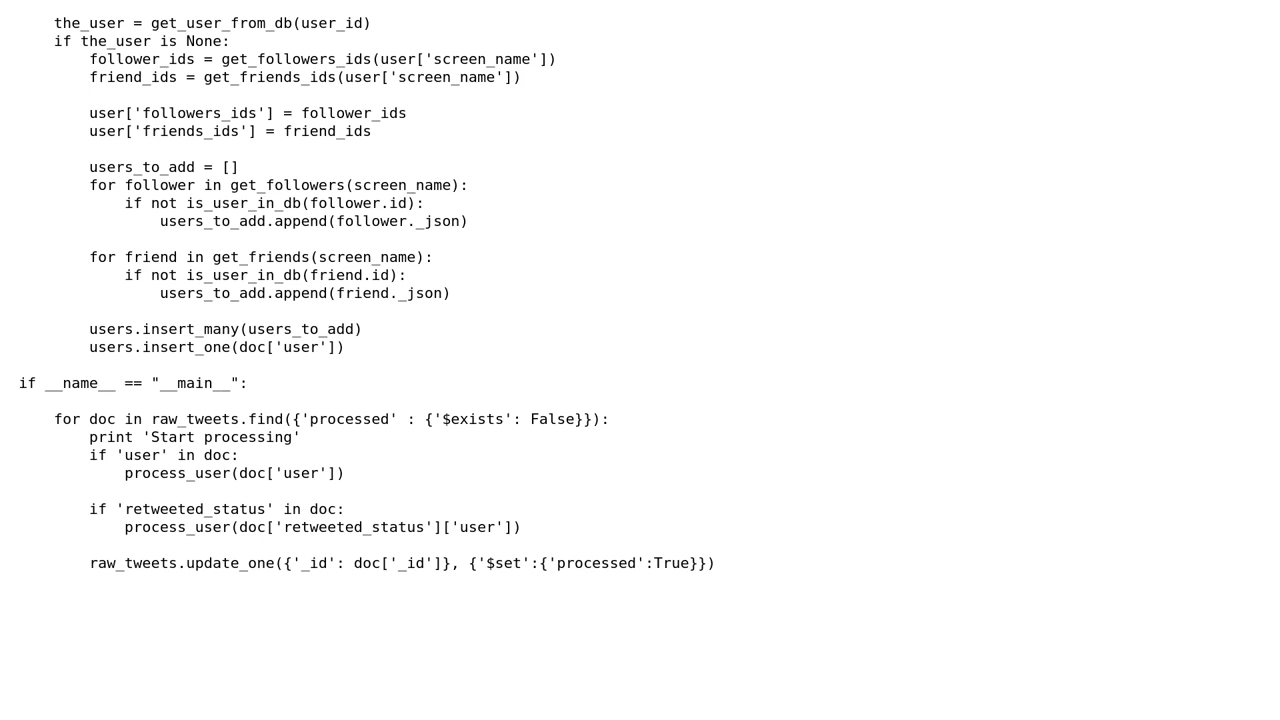 the_user = get_user_from_db(user_id)
    if the_user is None:
        follower_ids = get_followers_ids(user['screen_name'])
        friend_ids = get_friends_ids(user['screen_name'])

        user['followers_ids'] = follower_ids
        user['friends_ids'] = friend_ids

        users_to_add = []
        for follower in get_followers(screen_name):
            if not is_user_in_db(follower.id):
                users_to_add.append(follower._json)

        for friend in get_friends(screen_name):
            if not is_user_in_db(friend.id):
                users_to_add.append(friend._json)

        users.insert_many(users_to_add)
        users.insert_one(doc['user'])

if __name__ == "__main__":

    for doc in raw_tweets.find({'processed' : {'$exists': False}}):
        print 'Start processing'
        if 'user' in doc:
            process_user(doc['user'])

        if 'retweeted_status' in doc:
            process_user(doc['retweeted_status']['user'])

        raw_tweets.update_one({'_id': doc['_id']}, {'$set':{'processed':True}})